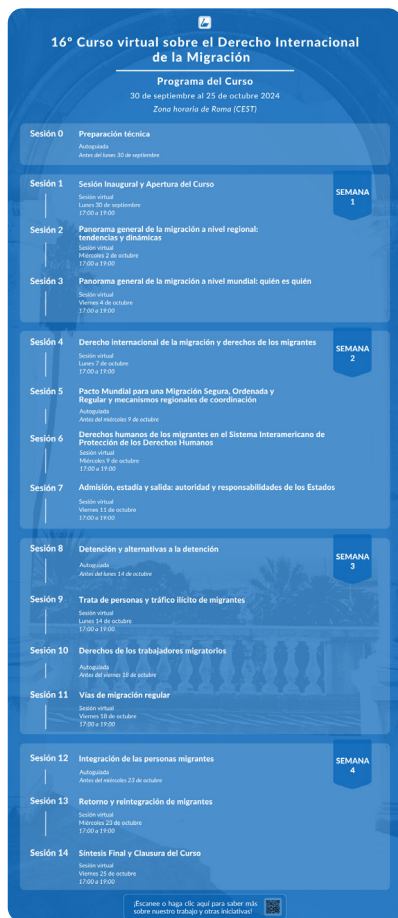 16° Curso virtual sobre el Derecho Internacional
de la Migración
Programa del Curso
30 de septiembre al 25 de octubre 2024
Zona horaria de Roma (CEST)
Sesión 0
Preparación técnica
Autoguiada
Antes del lunes 30 de septiembre
SEMANA
1
Sesión 1
Sesión Inaugural y Apertura del Curso
Sesión virtual
Lunes 30 de septiembre
17:00 a 19:00
Sesión 2
Panorama general de la migración a nivel regional:
tendencias y dinámicas
Sesión virtual
Miércoles 2 de octubre
17:00 a 19:00
Sesión 3
Panorama general de la migración a nivel mundial: quién es quién
Sesión virtual
Viernes 4 de octubre
17:00 a 19:00
SEMANA
2
Sesión 4
Derecho internacional de la migración y derechos de los migrantes
Sesión virtual
Lunes 7 de octubre
17:00 a 19:00
Sesión 5
Pacto Mundial para una Migración Segura, Ordenada y
Regular y mecanismos regionales de coordinación
Autoguiada
Antes del miércoles 9 de octubre
Sesión 6
Derechos humanos de los migrantes en el Sistema Interamericano de
Protección de los Derechos Humanos
Sesión virtual
Miércoles 9 de octubre
17:00 a 19:00
Sesión 7
Admisión, estadía y salida: autoridad y responsabilidades de los Estados
Sesión virtual
Viernes 11 de octubre
17:00 a 19:00
SEMANA
3
Sesión 8
Detención y alternativas a la detención
Autoguiada
Antes del lunes 14 de octubre
Sesión 9
Trata de personas y tráfico ilícito de migrantes
Sesión virtual
Lunes 14 de octubre
17:00 a 19:00
Sesión 10
Derechos de los trabajadores migratorios
Autoguiada
Antes del viernes 18 de octubre
Sesión 11
Vías de migración regular
Sesión virtual
Viernes 18 de octubre
17:00 a 19:00
SEMANA
4
Sesión 12
Integración de las personas migrantes
Autoguiada
Antes del miércoles 23 de octubre
Sesión 13
Retorno y reintegración de migrantes
Sesión virtual
Miércoles 23 de octubre
17:00 a 19:00
Sesión 14
Síntesis Final y Clausura del Curso
Sesión virtual
Viernes 25 de octubre
17:00 a 19:00
¡Escanee o haga clic aquí para saber más
sobre nuestro trabajo y otras iniciativas!